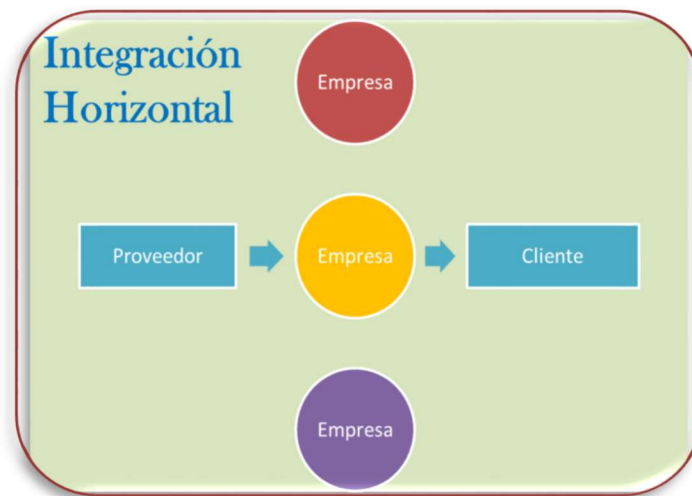 Integración
Horizontal
Empresa
Proveedor
Empresa
Cliente
Empresa